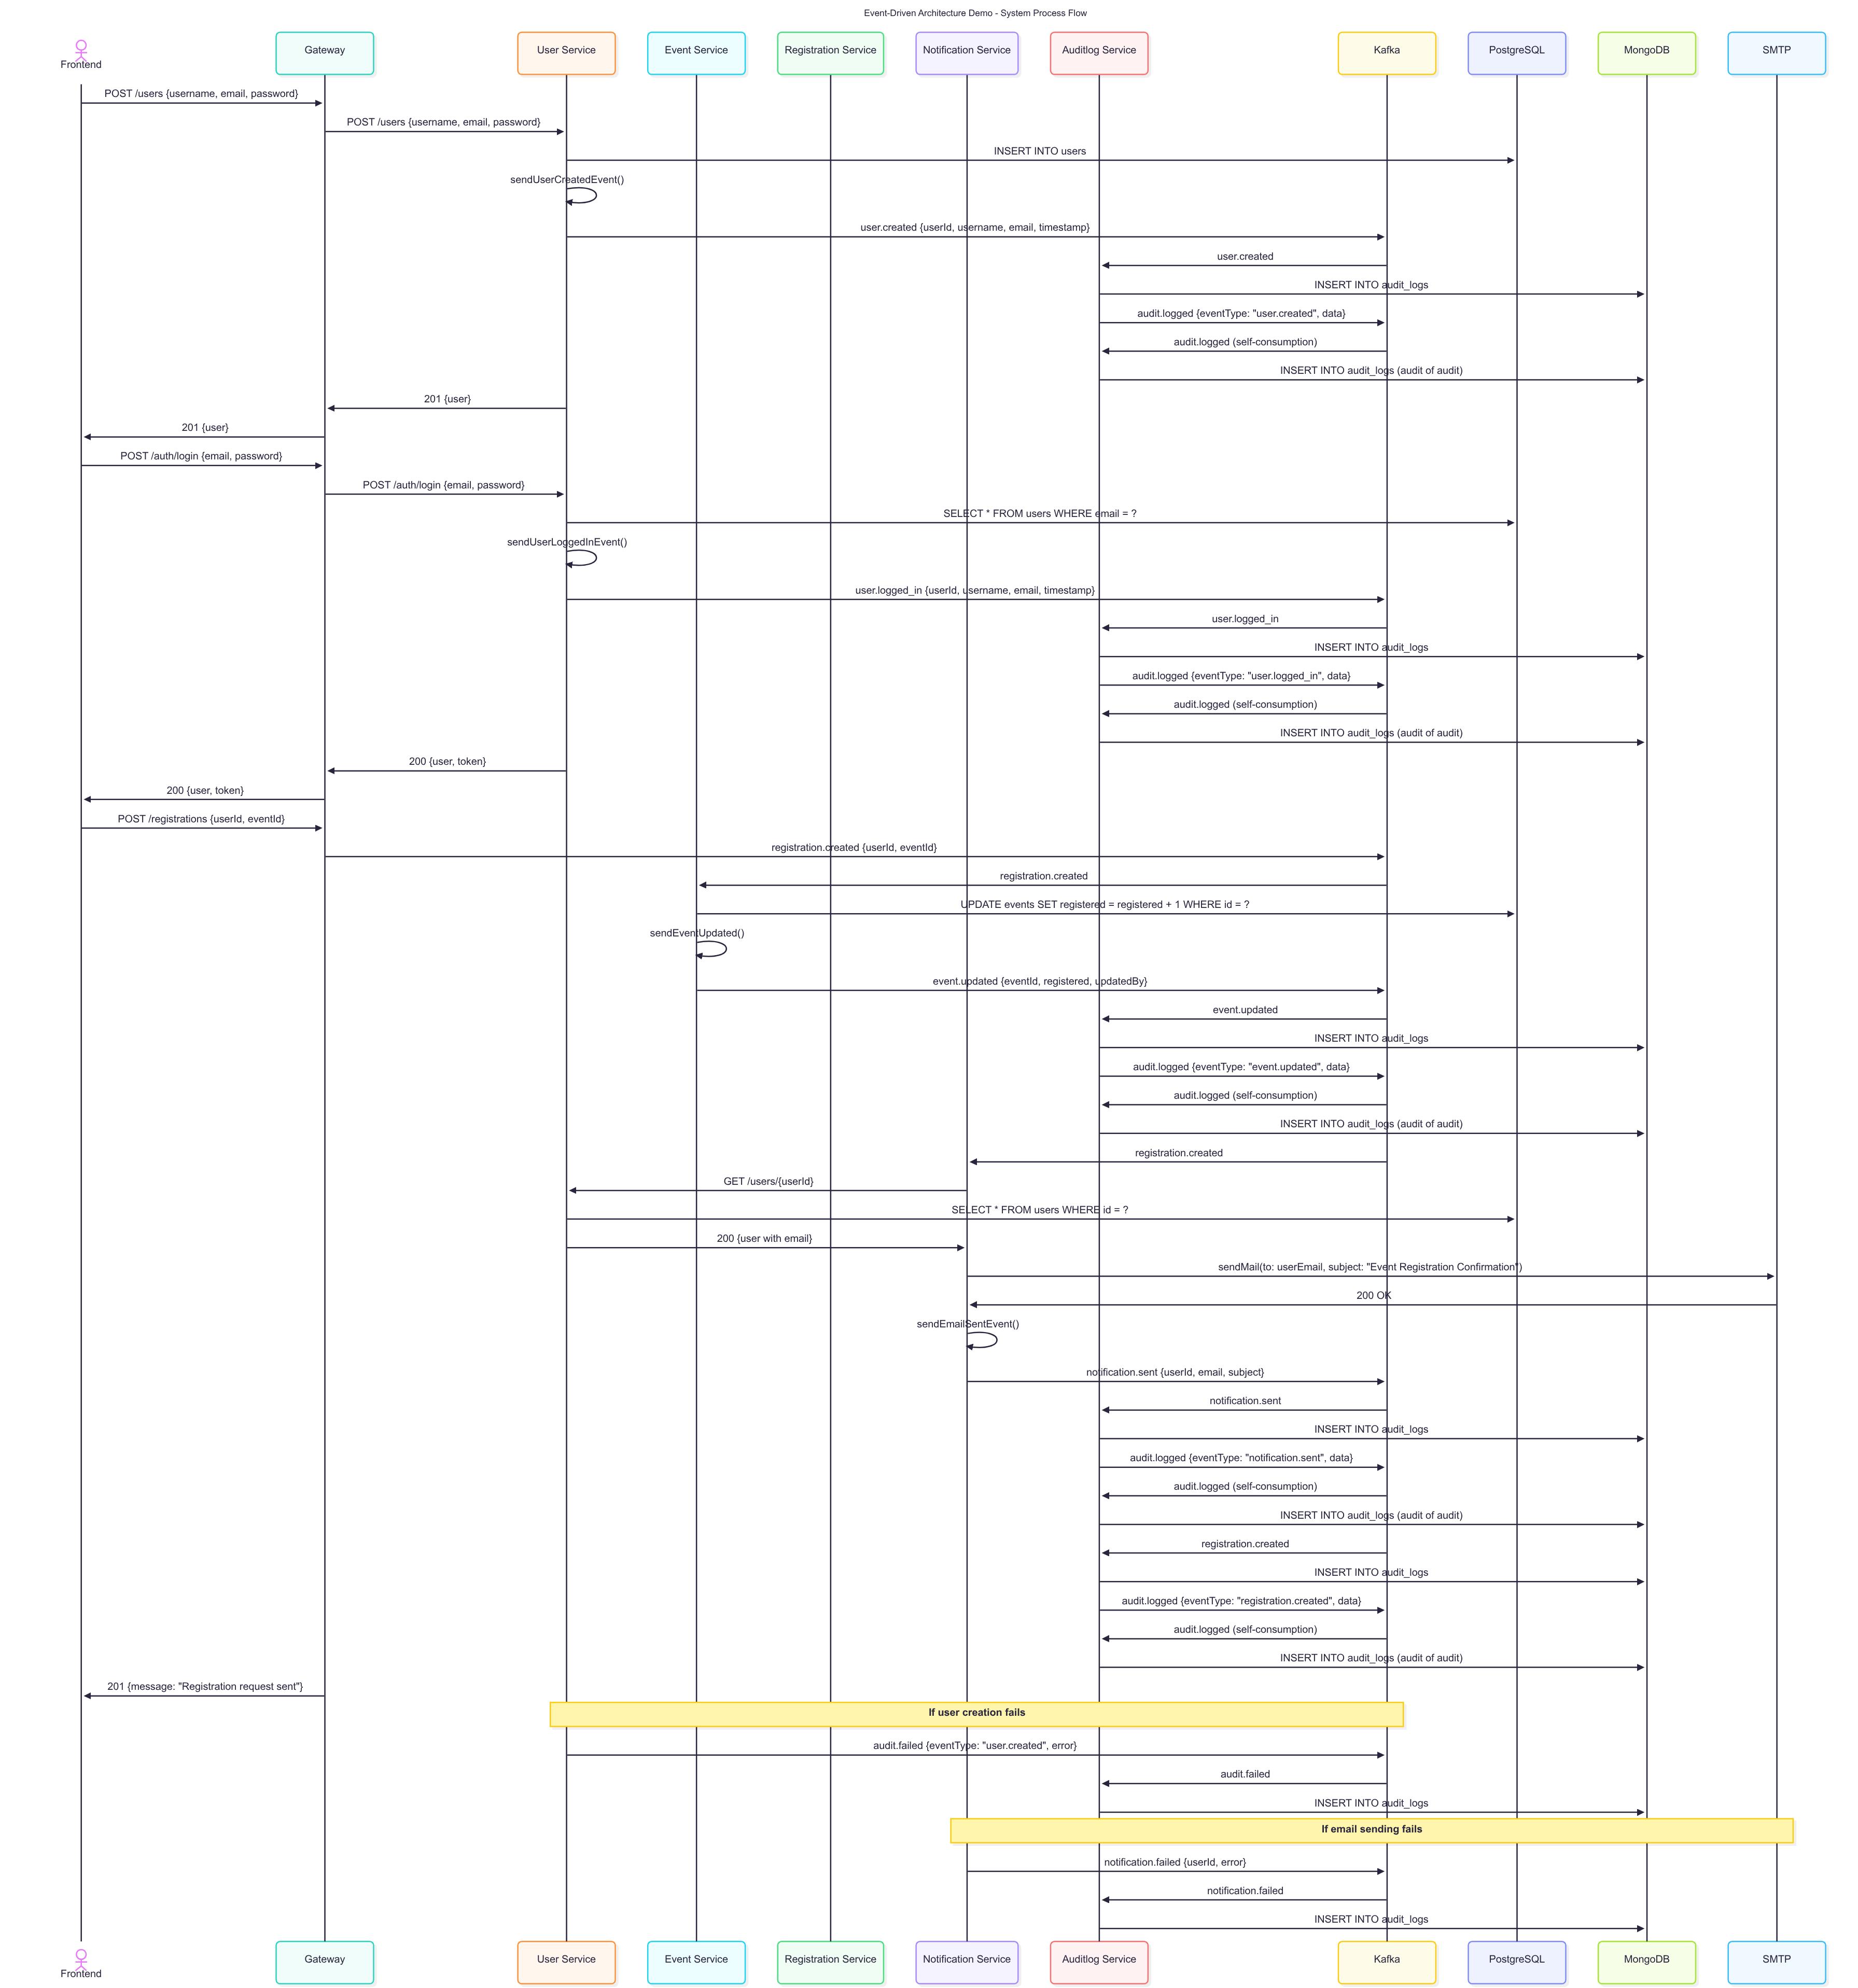 Event-Driven Architecture Demo - System Process Flow
Frontend
Gateway
User Service
Event Service
Registration Service
Notification Service
Auditlog Service
Kafka
PostgreSQL
MongoDB
SMTP
POST /users {username, email, password}
POST /users {username, email, password}
INSERT INTO users
sendUserCreatedEvent()
user.created {userId, username, email, timestamp}
user.created
INSERT INTO audit_logs
audit.logged {eventType: "user.created", data}
audit.logged (self-consumption)
INSERT INTO audit_logs (audit of audit)
201 {user}
201 {user}
POST /auth/login {email, password}
POST /auth/login {email, password}
SELECT * FROM users WHERE email = ?
sendUserLoggedInEvent()
user.logged_in {userId, username, email, timestamp}
user.logged_in
INSERT INTO audit_logs
audit.logged {eventType: "user.logged_in", data}
audit.logged (self-consumption)
INSERT INTO audit_logs (audit of audit)
200 {user, token}
200 {user, token}
POST /registrations {userId, eventId}
registration.created {userId, eventId}
registration.created
UPDATE events SET registered = registered + 1 WHERE id = ?
sendEventUpdated()
event.updated {eventId, registered, updatedBy}
event.updated
INSERT INTO audit_logs
audit.logged {eventType: "event.updated", data}
audit.logged (self-consumption)
INSERT INTO audit_logs (audit of audit)
registration.created
GET /users/{userId}
SELECT * FROM users WHERE id = ?
200 {user with email}
sendMail(to: userEmail, subject: "Event Registration Confirmation")
200 OK
sendEmailSentEvent()
notification.sent {userId, email, subject}
notification.sent
INSERT INTO audit_logs
audit.logged {eventType: "notification.sent", data}
audit.logged (self-consumption)
INSERT INTO audit_logs (audit of audit)
registration.created
INSERT INTO audit_logs
audit.logged {eventType: "registration.created", data}
audit.logged (self-consumption)
INSERT INTO audit_logs (audit of audit)
201 {message: "Registration request sent"}
If user creation fails
audit.failed {eventType: "user.created", error}
audit.failed
INSERT INTO audit_logs
If email sending fails
notification.failed {userId, error}
notification.failed
INSERT INTO audit_logs
Frontend
Gateway
User Service
Event Service
Registration Service
Notification Service
Auditlog Service
Kafka
PostgreSQL
MongoDB
SMTP